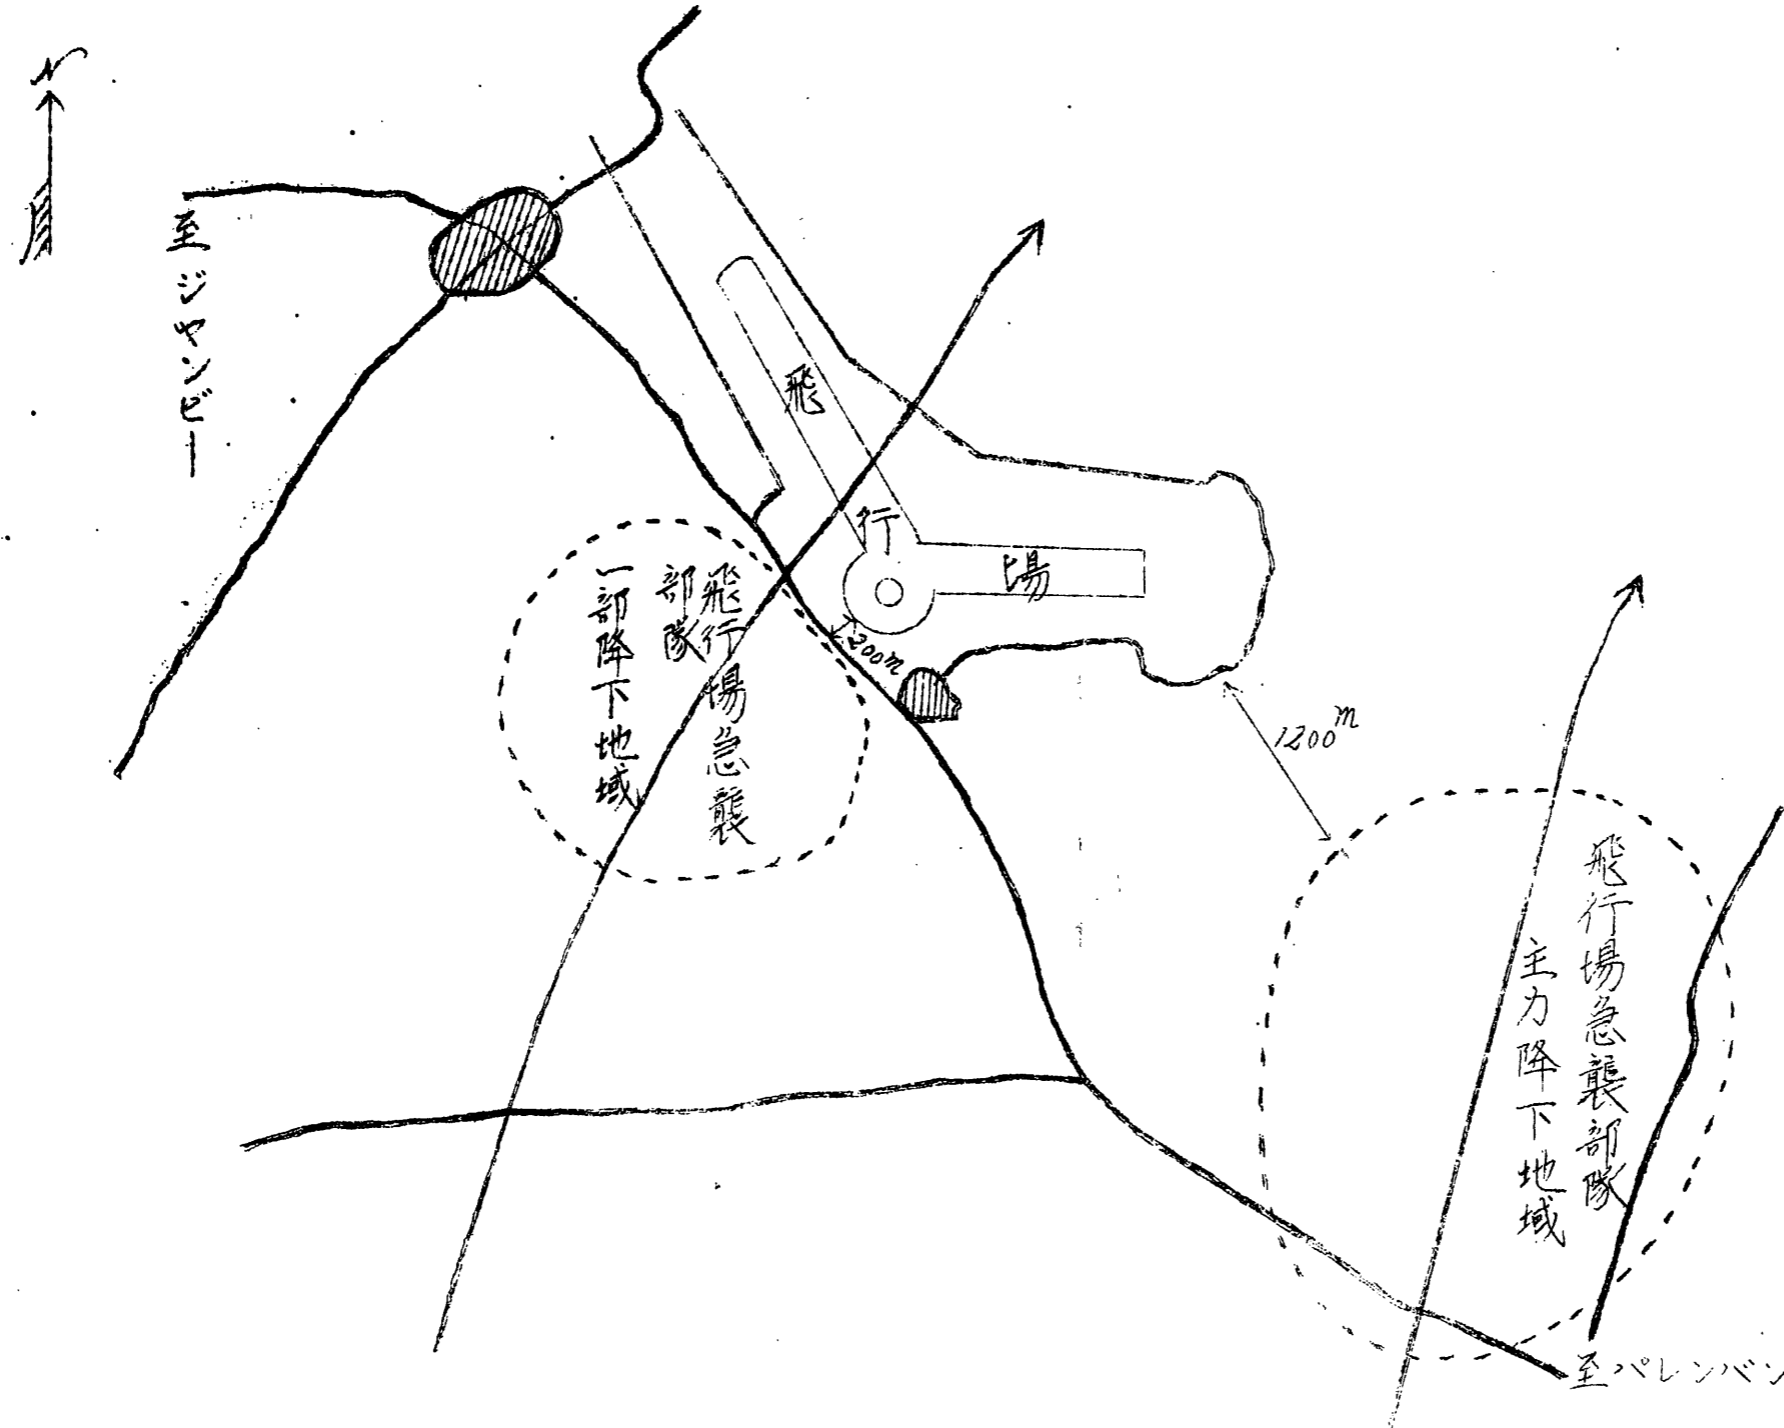 N
至ジャンビー
飛行場
飛行場急襲
部隊
一部降下地域
200m
1200m
飛行場急襲部隊
主力降下地域
至パレンバン